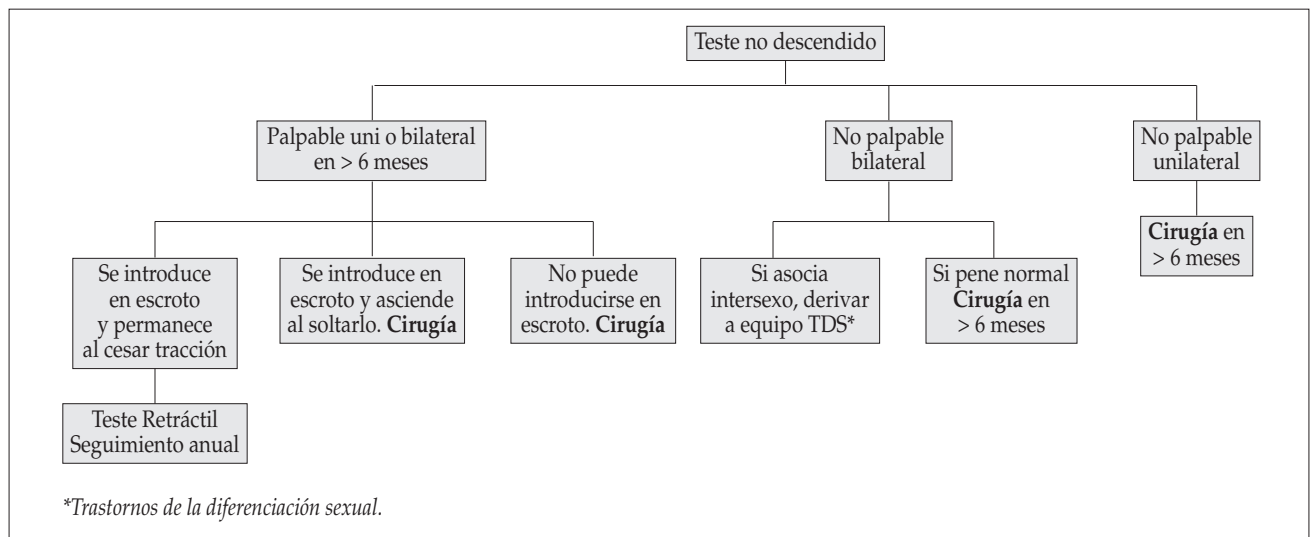 Teste no descendido
Palpable uni o bilateral
en > 6 meses
No palpable
bilateral
No palpable
unilateral
Se introduce
en escroto
y permanece
al cesar tracción
Se introduce en
escroto y asciende
al soltarlo. Cirugía
No puede
introducirse en
escroto. Cirugía
Si asocia
intersexo, derivar
a equipo TDS*
Si pene normal
Cirugía en
> 6 meses
Cirugía en
> 6 meses
Teste Retráctil
Seguimiento anual
*Trastornos de la diferenciación sexual.